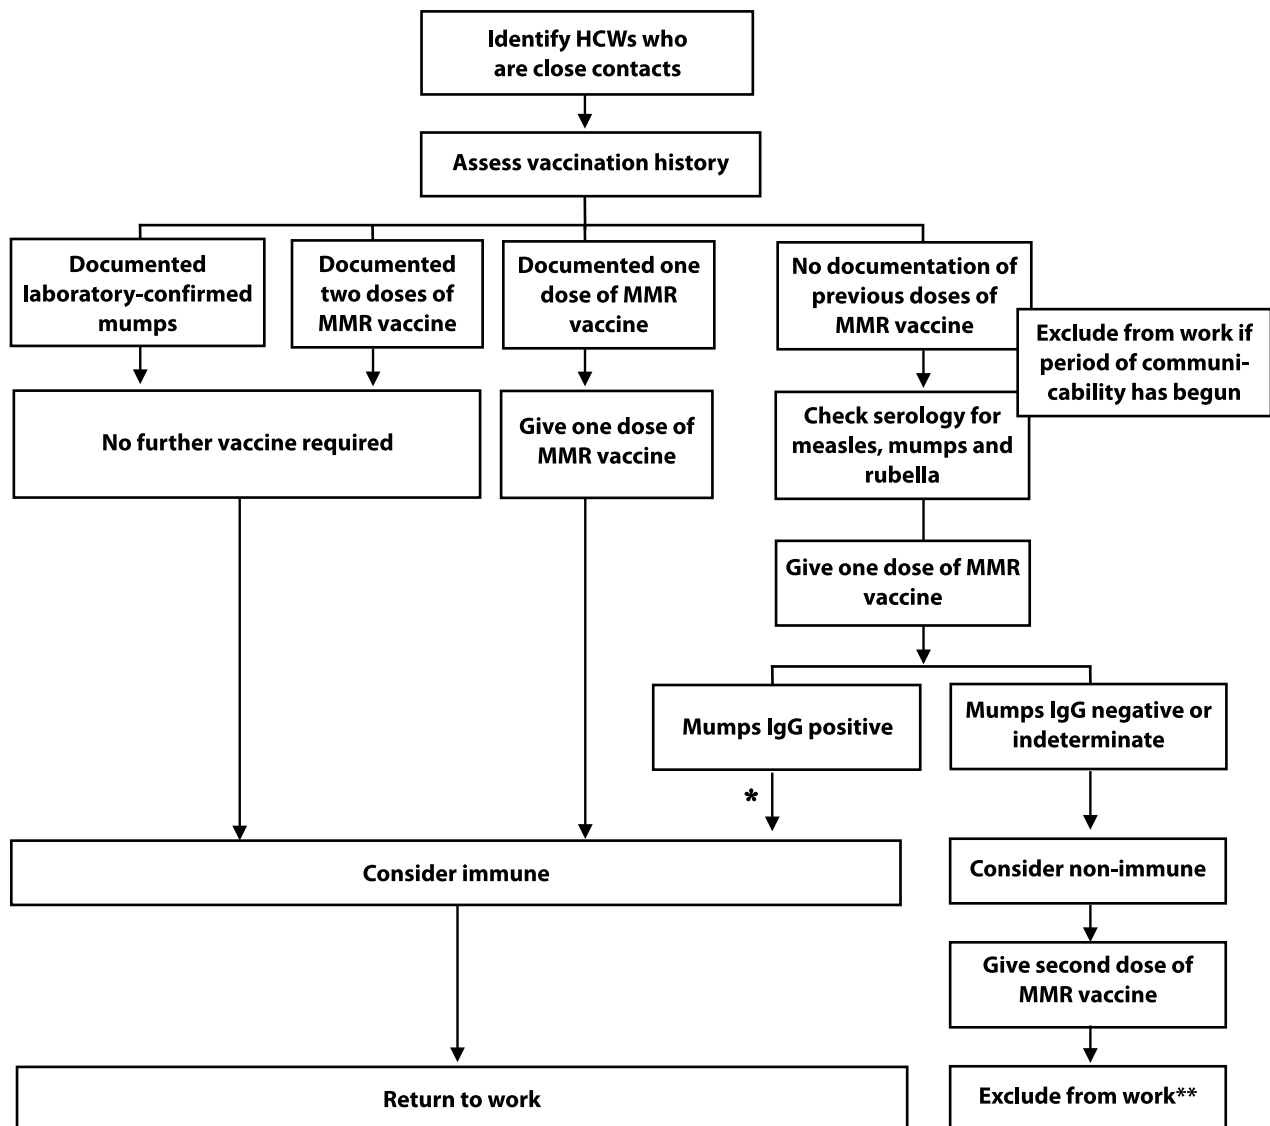 Identify HCWs who
are close contacts
Assess vaccination history
Documented
laboratory-confirmed
mumps
Documented
two doses of
MMR vaccine
Documented one
dose of MMR
vaccine
No documentation of
previous doses of
MMR vaccine
Exclude from work if
period of communi-
cability has begun
No further vaccine required
Give one dose of
MMR vaccine
Check serology for
measles, mumps and
rubella
Give one dose of MMR
vaccine
Mumps IgG positive
Mumps IgG negative or
indeterminate
*
Consider immune
Consider non-immune
Give second dose of
MMR vaccine
Return to work
Exclude from work**